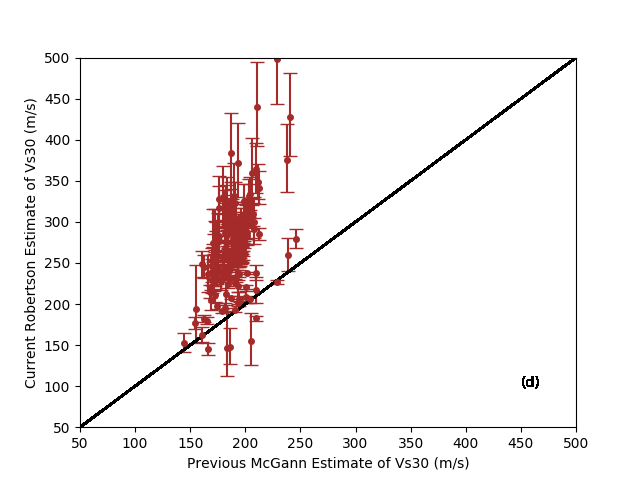 500
450
400
350
300
250
200
150
100
50
Current Robertson Estimate of Vs30 (m/s)
(d)
50 100 150 200 250 300 350 400 450 500
Previous McGann Estimate of Vs30 (m/s)